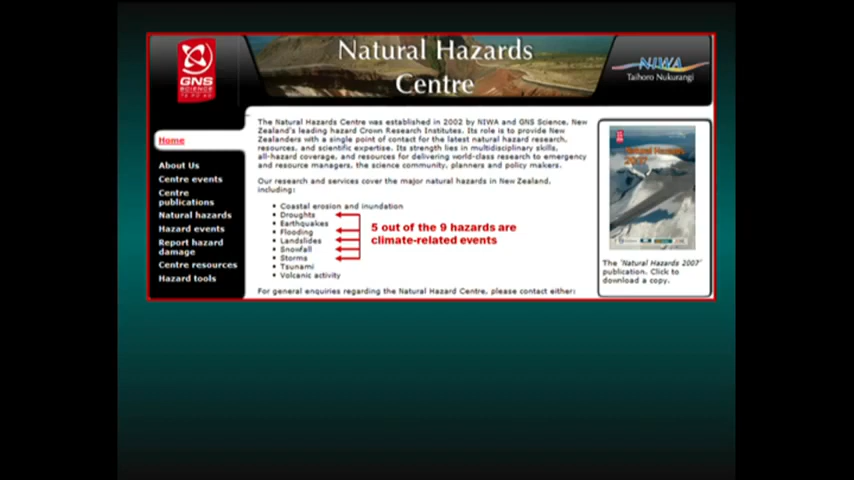 Natural Hazards
Centre
GNS
SCIENCE
NIWA
Taihoro Nukurangi
Home
About Us
Centre events
Centre
publications
Natural hazards
Hazard events
Report hazard
damage
Centre resources
Hazard tools
The Natural Hazards Centre was established in 2002 by NIWA and GNS Science, New
Zealand's leading hazard Crown Research Institutes. Its role is to provide New
Zealanders with a single point of contact for the latest natural hazard research,
resources, and scientific expertise. Its strength lies in multidisciplinary skills,
all-hazard coverage, and resources for delivering world-class research to emergency
and resource managers, the science community, planners and policy makers.
Our research and services cover the major natural hazards in New Zealand,
including:
Coastal erosion and inundation
Droughts
Earthquakes
Flooding
Landslides
Snowfall
Storms
Tsunami
Volcanic activity
5 out of the 9 hazards are
climate-related events
For general enquiries regarding the Natural Hazard Centre, please contact either:
Natural Hazards
2007
The 'Natural Hazards 2007'
publication. Click to
download a copy.